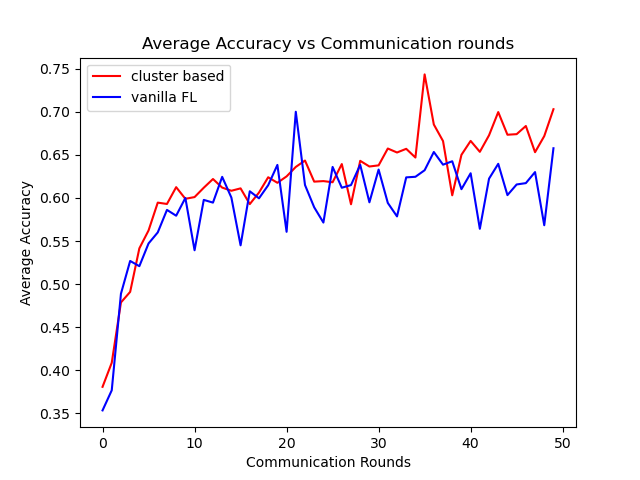 Average Accuracy vs Communication rounds
cluster based
vanilla FL
0.75
0.70
0.65
0.60
0.55
0.50
0.45
0.40
0.35
Average Accuracy
0 10 20 30 40 50
Communication Rounds